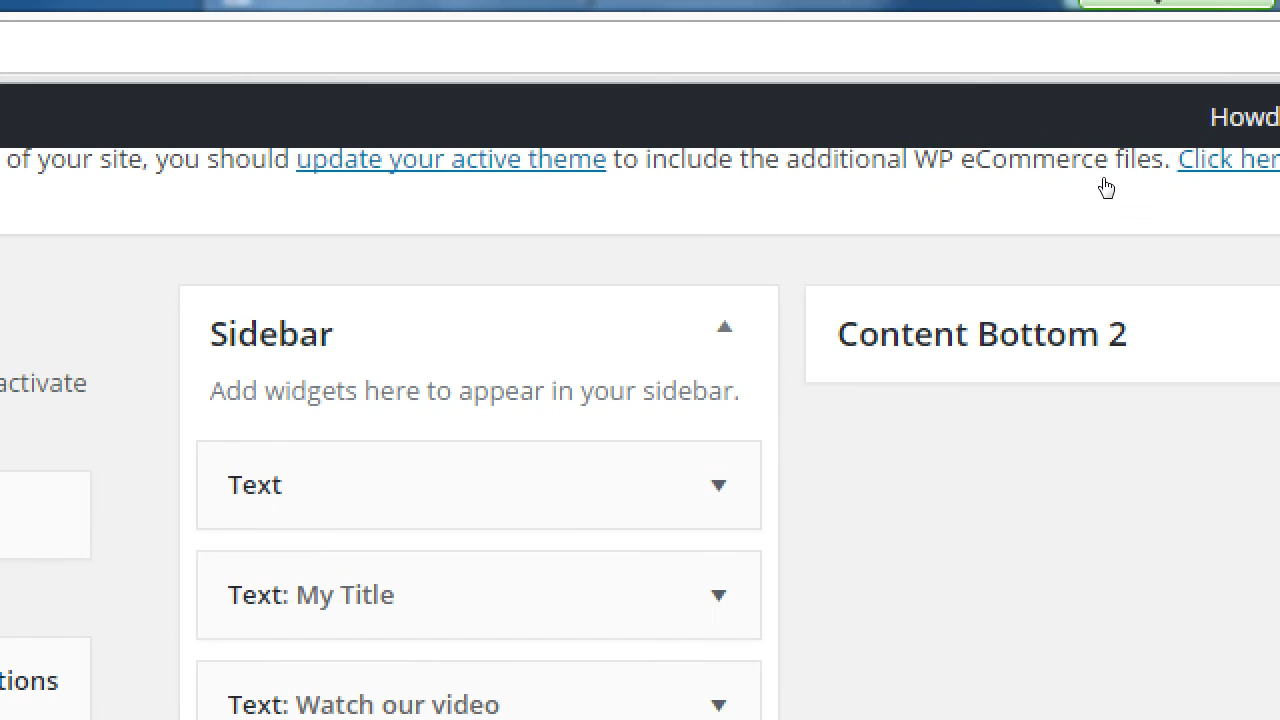 Howd
of your site, you should update your active theme to include the additional WP eCommerce files. Click her
Sidebar
Content Bottom 2
activate
Add widgets here to appear in your sidebar.
Text
Text: My Title
tions
Text: Watch our video